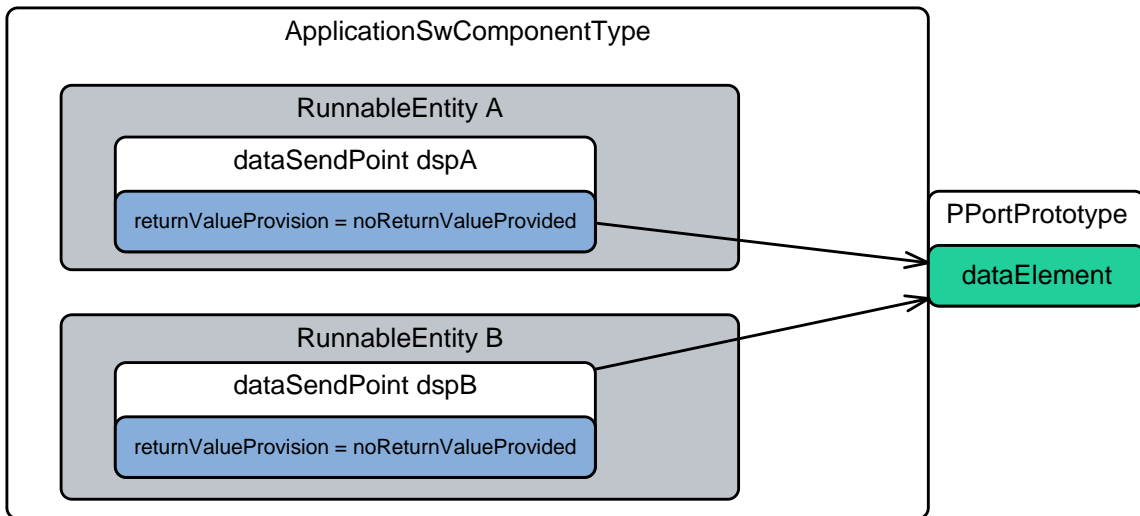 ApplicationSwComponentType
RunnableEntity A
dataSendPoint dspA
returnValueProvision = noReturnValueProvided
PPortPrototype
dataElement
RunnableEntity B
dataSendPoint dspB
returnValueProvision = noReturnValueProvided